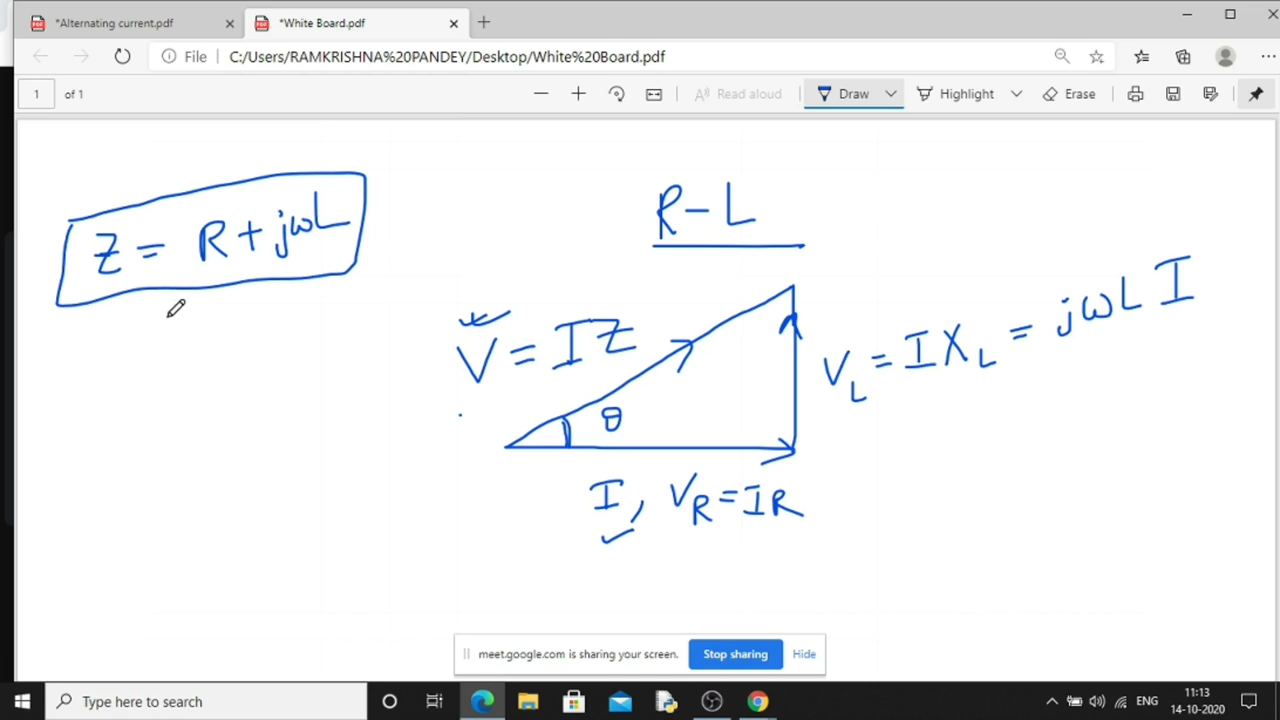 *Alternating current.pdf
*White Board.pdf
File
C:/Users/RAMKRISHNA%20PANDEY/Desktop/White%20Board.pdf
1 of 1
Read aloud
Draw
Highlight
Erase
R - L
Z = R + jωL
V = IZ
V_L = I X_L = jωL I
θ
I, V_R = IR
meet.google.com is sharing your screen.
Stop sharing
Hide
Type here to search
ENG
11:13
14-10-2020